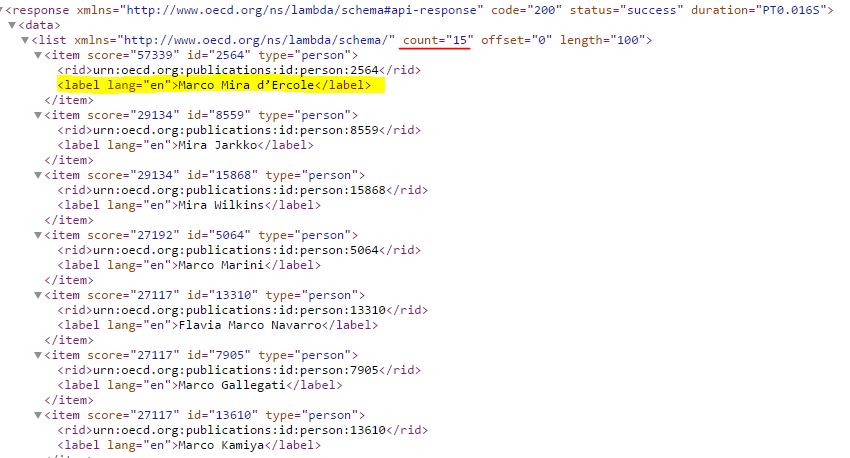 <response xmlns="http://www.oecd.org/ns/lambda/schema#api-response" code="200" status="success" duration="PT0.016S">
<data>
<list xmlns="http://www.oecd.org/ns/lambda/schema/" count="15" offset="0" length="100">
<item score="57339" id="2564" type="person">
<rid>urn:oecd.org:publications:id:person:2564</rid>
<label lang="en">Marco Mira d’Ercole</label>
</item>
<item score="29134" id="8559" type="person">
<rid>urn:oecd.org:publications:id:person:8559</rid>
<label lang="en">Mira Jarkko</label>
</item>
<item score="29134" id="15868" type="person">
<rid>urn:oecd.org:publications:id:person:15868</rid>
<label lang="en">Mira Wilkins</label>
</item>
<item score="27192" id="5064" type="person">
<rid>urn:oecd.org:publications:id:person:5064</rid>
<label lang="en">Marco Marini</label>
</item>
<item score="27117" id="13310" type="person">
<rid>urn:oecd.org:publications:id:person:13310</rid>
<label lang="en">Flavia Marco Navarro</label>
</item>
<item score="27117" id="7905" type="person">
<rid>urn:oecd.org:publications:id:person:7905</rid>
<label lang="en">Marco Gallegati</label>
</item>
<item score="27117" id="13610" type="person">
<rid>urn:oecd.org:publications:id:person:13610</rid>
<label lang="en">Marco Kamiya</label>